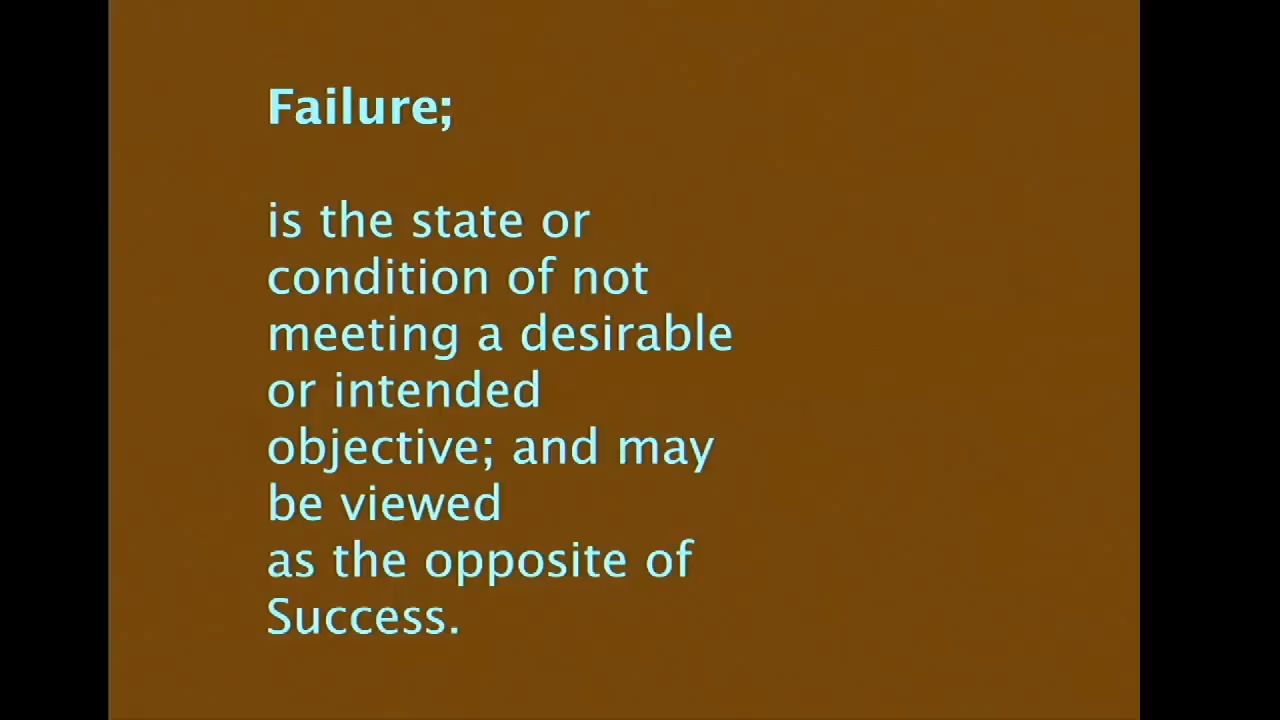 Failure;
is the state or
condition of not
meeting a desirable
or intended
objective; and may
be viewed
as the opposite of
Success.